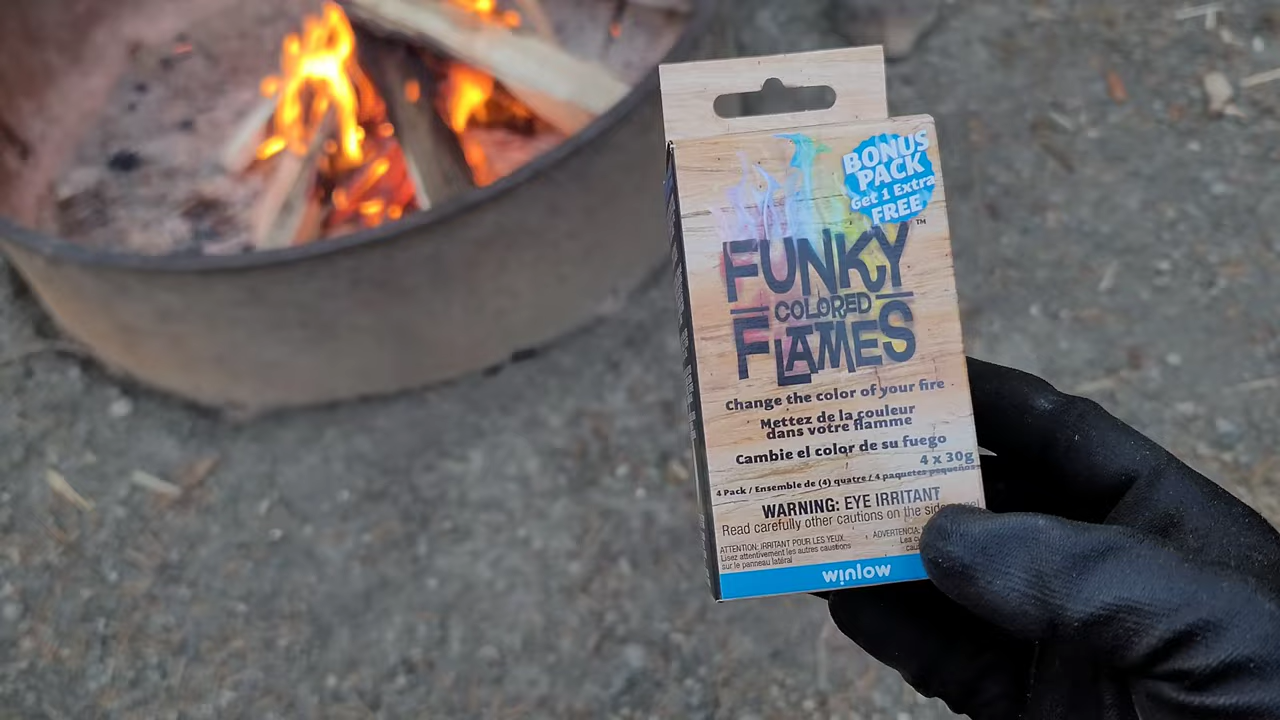 BONUS
PACK
Get 1 Extra
FREE
FUNKY™
COLORED
FLAMES
Change the color of your fire
Mettez de la couleur
dans votre flamme
Cambie el color de su fuego
4 x 30g
4 Pack / Ensemble de (4) quatre / 4 paquetes pequeños
WARNING: EYE IRRITANT
Read carefully other cautions on the side
ATTENTION: IRRITANT POUR LES YEUX.
Lisez attentivement les autres cautions
sur le panneau latéral
ADVERTENCIA:
winlow